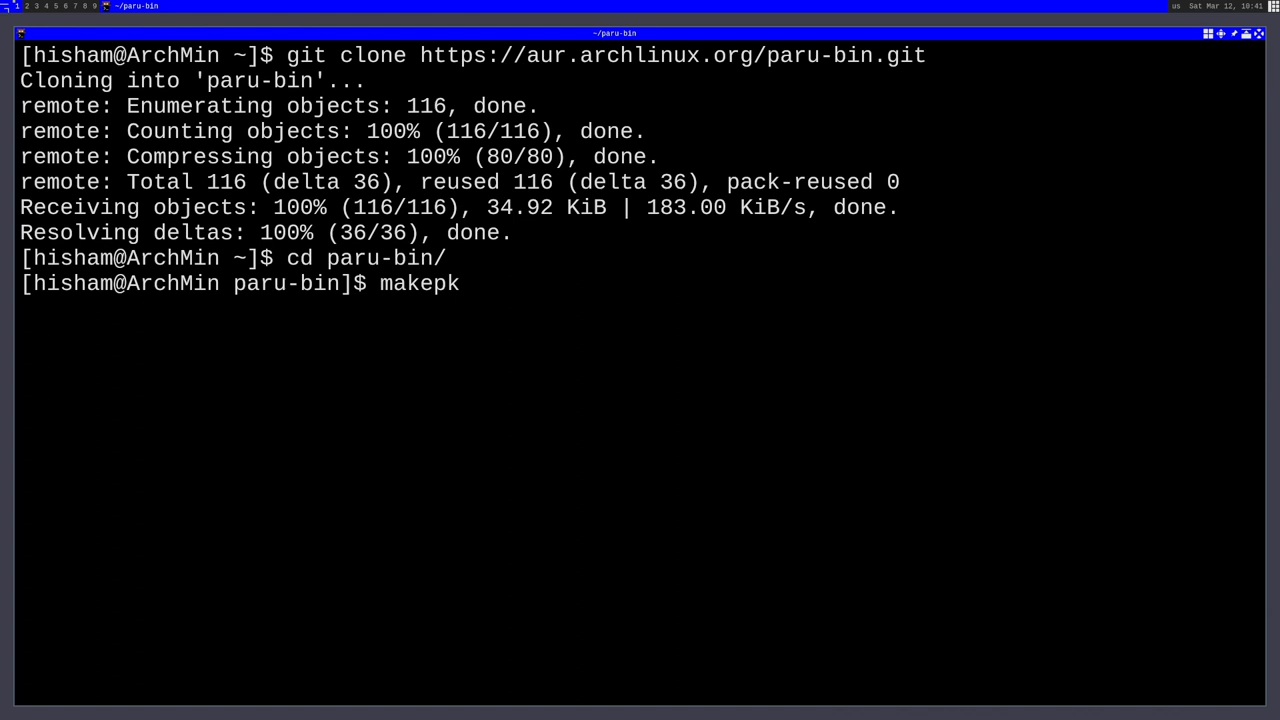 1 2 3 4 5 6 7 8 9 ~/paru-bin us Sat Mar 12, 10:41
~/paru-bin
[hisham@ArchMin ~]$ git clone https://aur.archlinux.org/paru-bin.git
Cloning into 'paru-bin'...
remote: Enumerating objects: 116, done.
remote: Counting objects: 100% (116/116), done.
remote: Compressing objects: 100% (80/80), done.
remote: Total 116 (delta 36), reused 116 (delta 36), pack-reused 0
Receiving objects: 100% (116/116), 34.92 KiB | 183.00 KiB/s, done.
Resolving deltas: 100% (36/36), done.
[hisham@ArchMin ~]$ cd paru-bin/
[hisham@ArchMin paru-bin]$ makepk